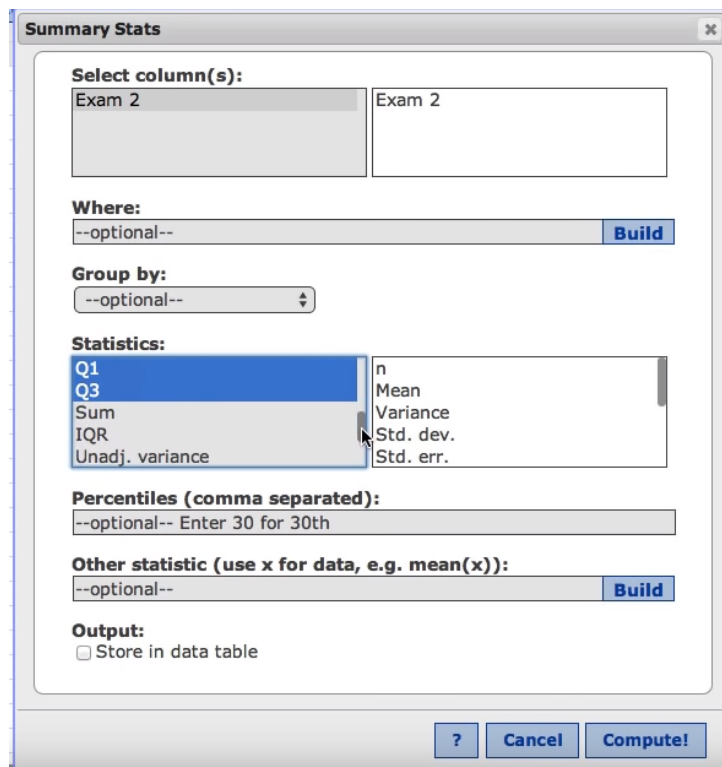 Summary Stats
Select column(s):
Exam 2
Exam 2
Where:
--optional--
Build
Group by:
--optional--
Statistics:
Q1
Q3
Sum
IQR
Unadj. variance
n
Mean
Variance
Std. dev.
Std. err.
Percentiles (comma separated):
--optional-- Enter 30 for 30th
Other statistic (use x for data, e.g. mean(x)):
--optional--
Build
Output:
Store in data table
?
Cancel
Compute!